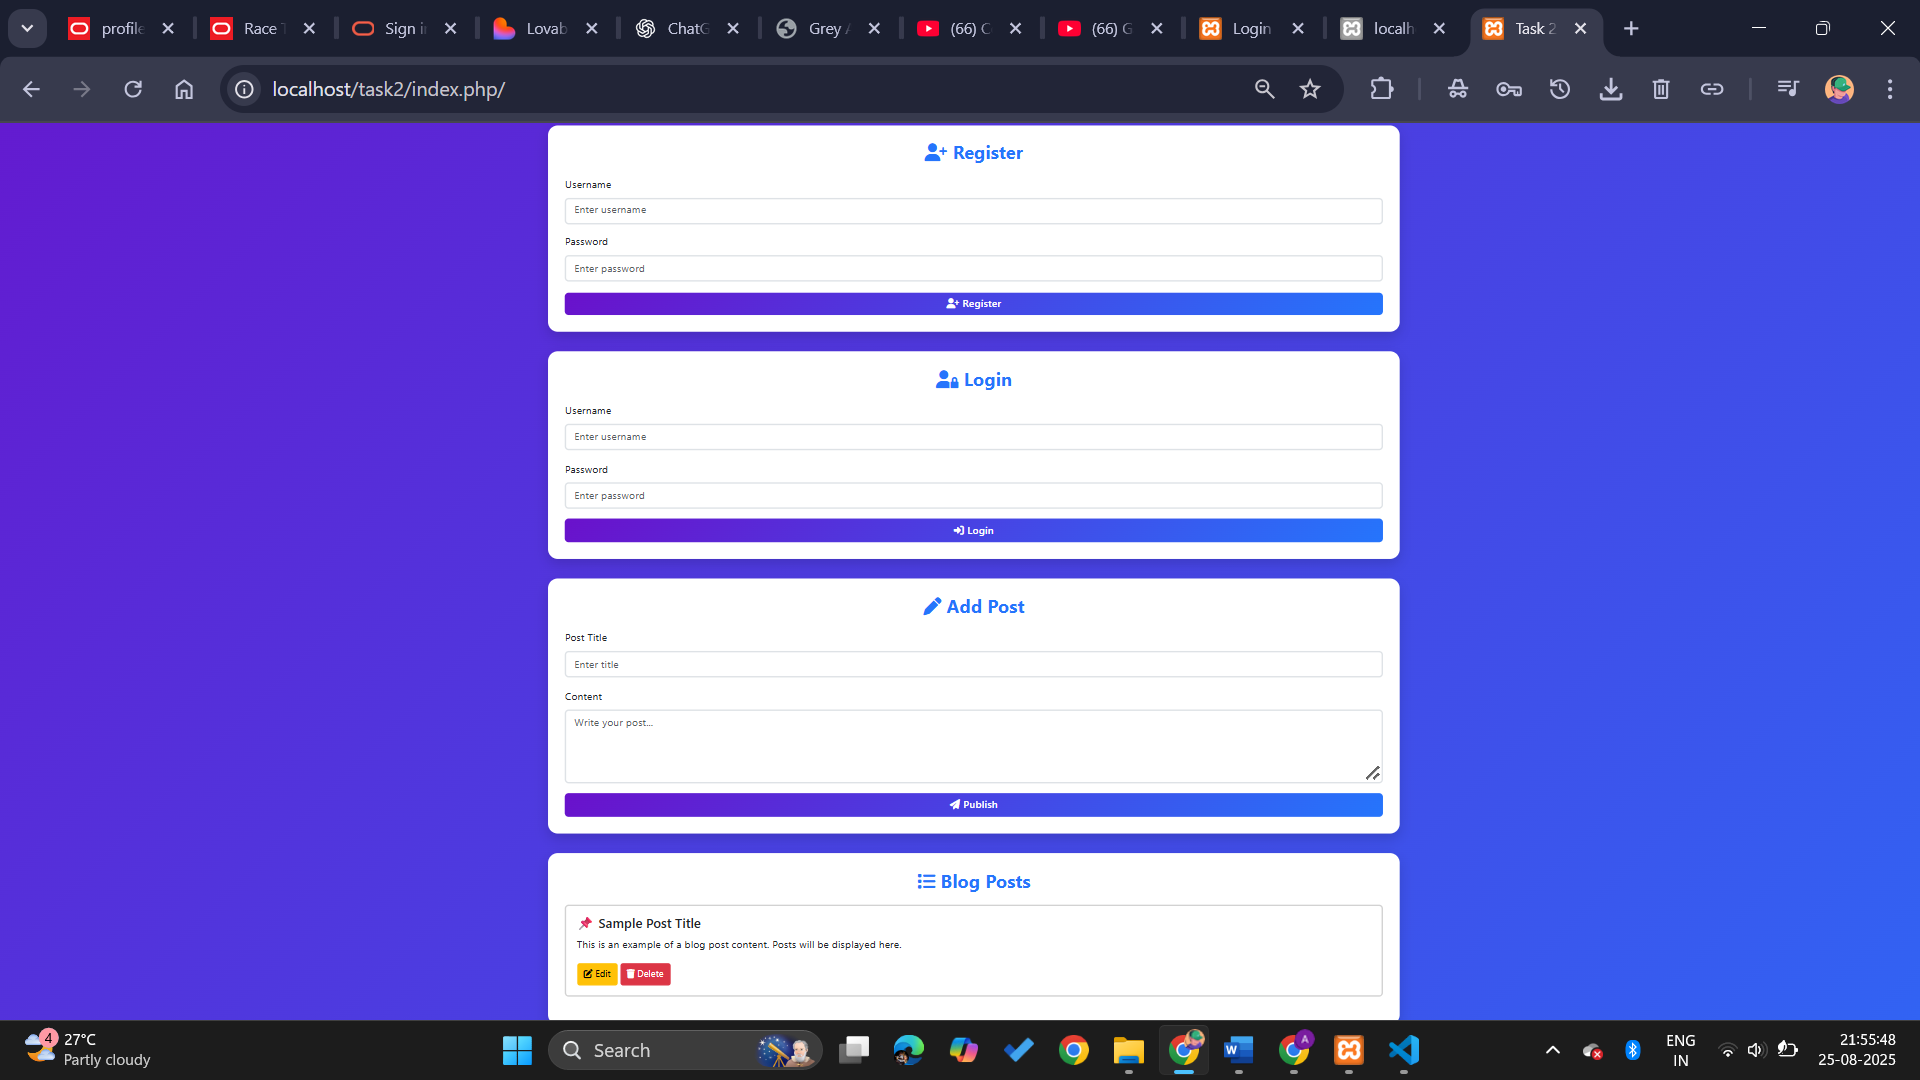 profile
Race T
Sign i
Lovab
ChatG
Grey A
(66) C
(66) G
Login
localh
Task 2
localhost/task2/index.php/
Register
Username
Enter username
Password
Enter password
Register
Login
Username
Enter username
Password
Enter password
Login
Add Post
Post Title
Enter title
Content
Write your post...
Publish
Blog Posts
Sample Post Title
This is an example of a blog post content. Posts will be displayed here.
Edit Delete
4
27°C
Partly cloudy
Search
W
A
ENG
IN
21:55:48
25-08-2025